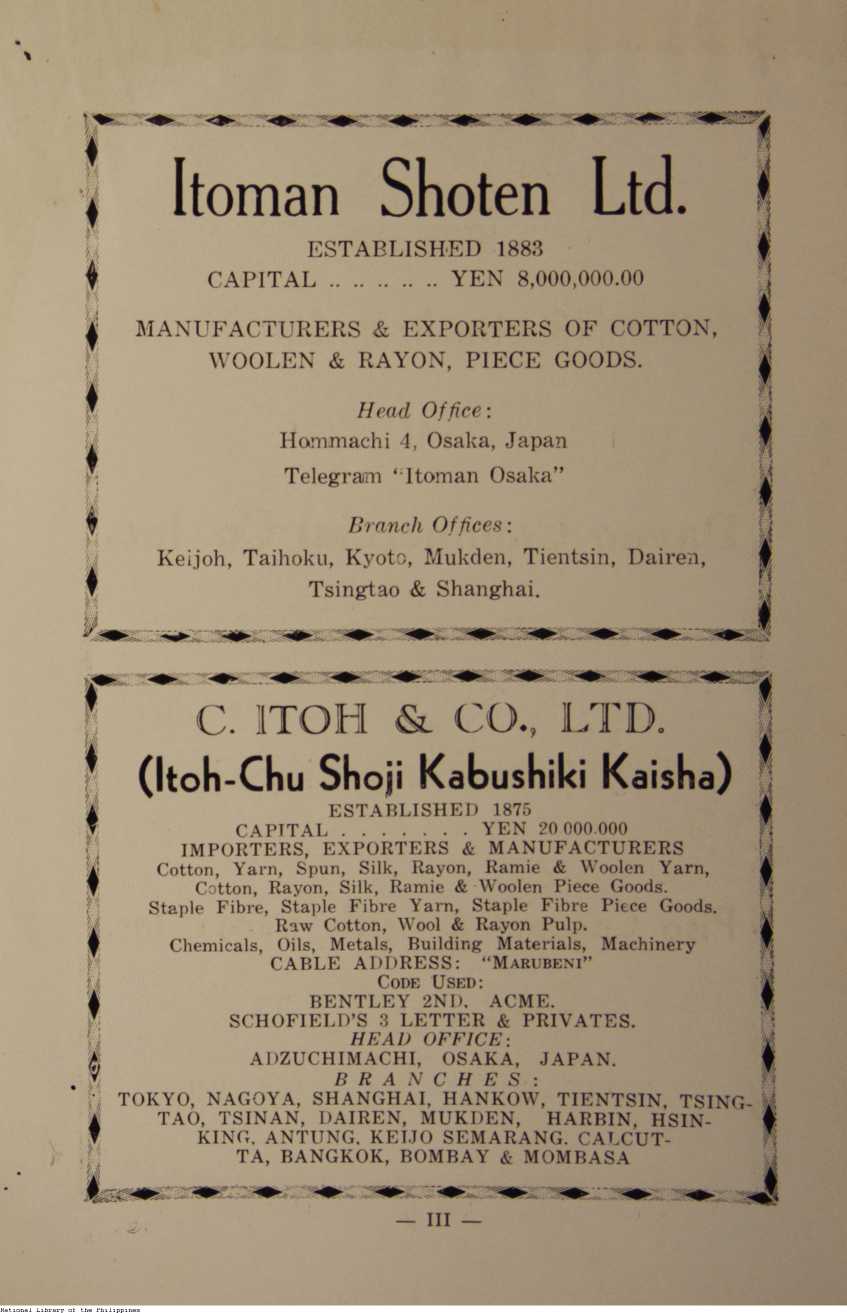 Itoman Shoten Ltd.
ESTABLISHED 1883
CAPITAL .. .. .. .. .. YEN 8,000,000.00
MANUFACTURERS & EXPORTERS OF COTTON,
WOOLEN & RAYON, PIECE GOODS.
Head Office:
Hommachi 4, Osaka, Japan
Telegram "Itoman Osaka"
Branch Offices:
Keijoh, Taihoku, Kyoto, Mukden, Tientsin, Dairen,
Tsingtao & Shanghai.
C. ITOH & CO., LTD.
(Itoh-Chu Shoji Kabushiki Kaisha)
ESTABLISHED 1875
CAPITAL . . . . . . . YEN 20.000.000
IMPORTERS, EXPORTERS & MANUFACTURERS
Cotton, Yarn, Spun, Silk, Rayon, Ramie & Woolen Yarn,
Cotton, Rayon, Silk, Ramie & Woolen Piece Goods.
Staple Fibre, Staple Fibre Yarn, Staple Fibre Piece Goods.
Raw Cotton, Wool & Rayon Pulp.
Chemicals, Oils, Metals, Building Materials, Machinery
CABLE ADDRESS: "MARUBENI"
CODE USED:
BENTLEY 2ND. ACME.
SCHOFIELD'S 3 LETTER & PRIVATES.
HEAD OFFICE:
ADZUCHIMACHI, OSAKA, JAPAN.
BRANCHES:
TOKYO, NAGOYA, SHANGHAI, HANKOW, TIENTSIN, TSING-
TAO, TSINAN, DAIREN, MUKDEN, HARBIN, HSIN-
KING, ANTUNG. KEIJO SEMARANG. CALCUT-
TA, BANGKOK, BOMBAY & MOMBASA
— III —
National Library of the Philippines